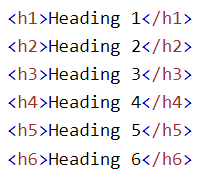 <h1>Heading 1</h1>
<h2>Heading 2</h2>
<h3>Heading 3</h3>
<h4>Heading 4</h4>
<h5>Heading 5</h5>
<h6>Heading 6</h6>